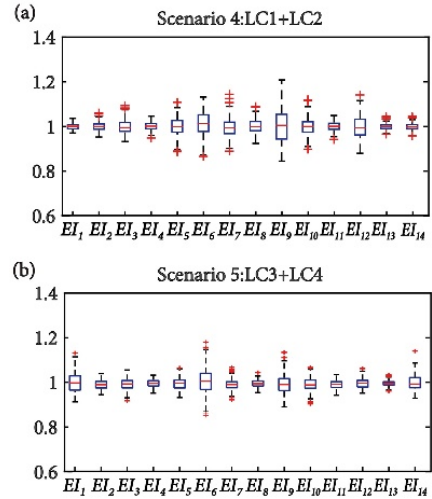 (a)
Scenario 4:LC1+LC2
1.4
1.2
1
0.8
0.6
EI1 EI2 EI3 EI4 EI5 EI6 EI7 EI8 EI9 EI10 EI11 EI12 EI13 EI14
(b)
Scenario 5:LC3+LC4
1.4
1.2
1
0.8
0.6
EI1 EI2 EI3 EI4 EI5 EI6 EI7 EI8 EI9 EI10 EI11 EI12 EI13 EI14